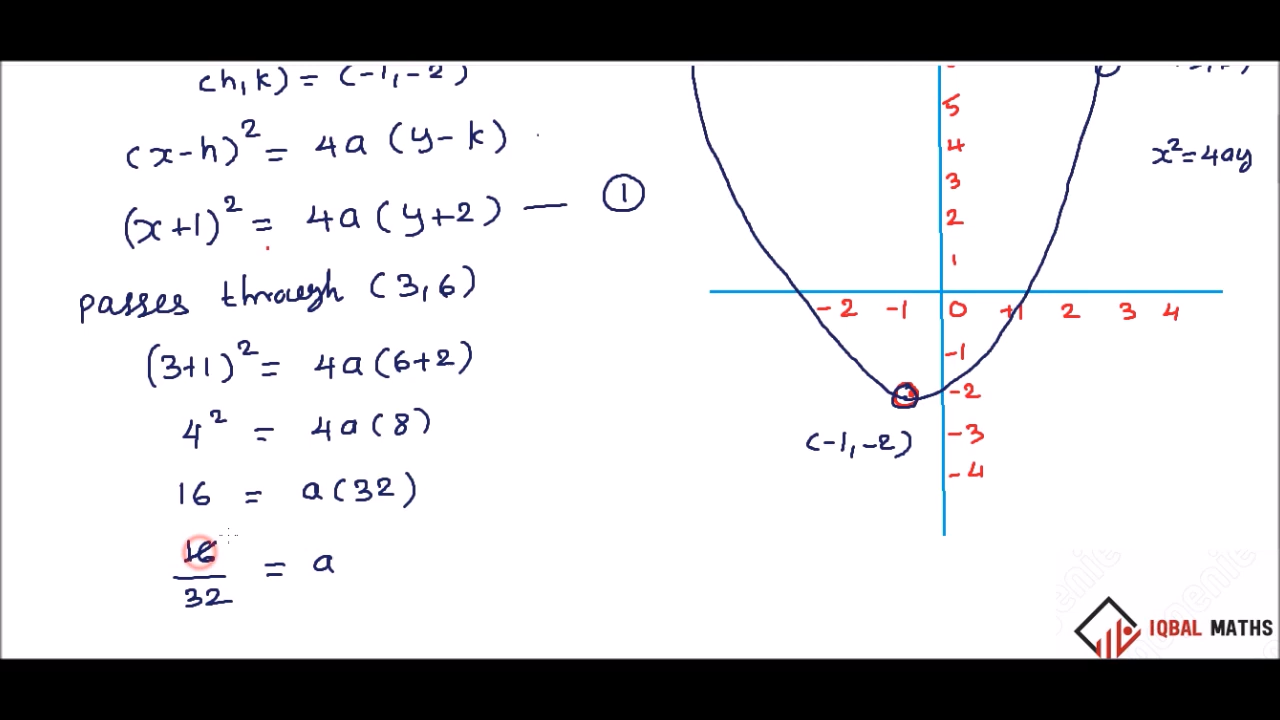 (h,k) = (-1,-2)
(x-h)² = 4a (y-k)
(x+1)² = 4a (y+2) — ①
passes through (3,6)
(3+1)² = 4a(6+2)
4² = 4a(8)
16 = a(32)
16/32 = a
5
4
3
2
1
-2 -1 0 +1 2 3 4
-1
-2
-3
-4
(-1,-2)
x²=4ay
IQBAL MATHS